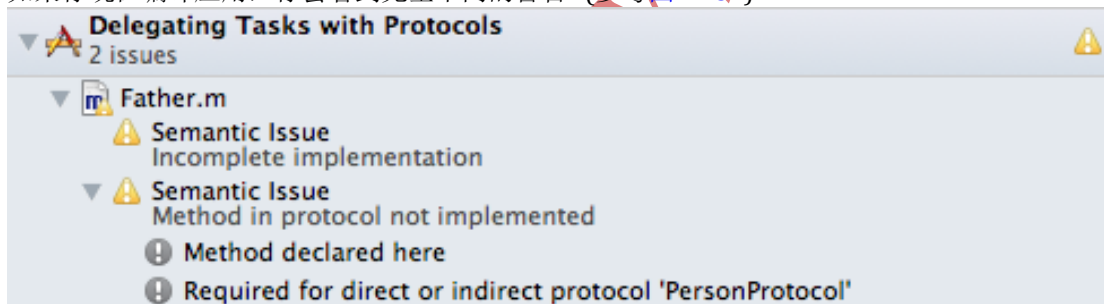 Delegating Tasks with Protocols
2 issues
Father.m
Semantic Issue
Incomplete implementation
Semantic Issue
Method in protocol not implemented
Method declared here
Required for direct or indirect protocol 'PersonProtocol'